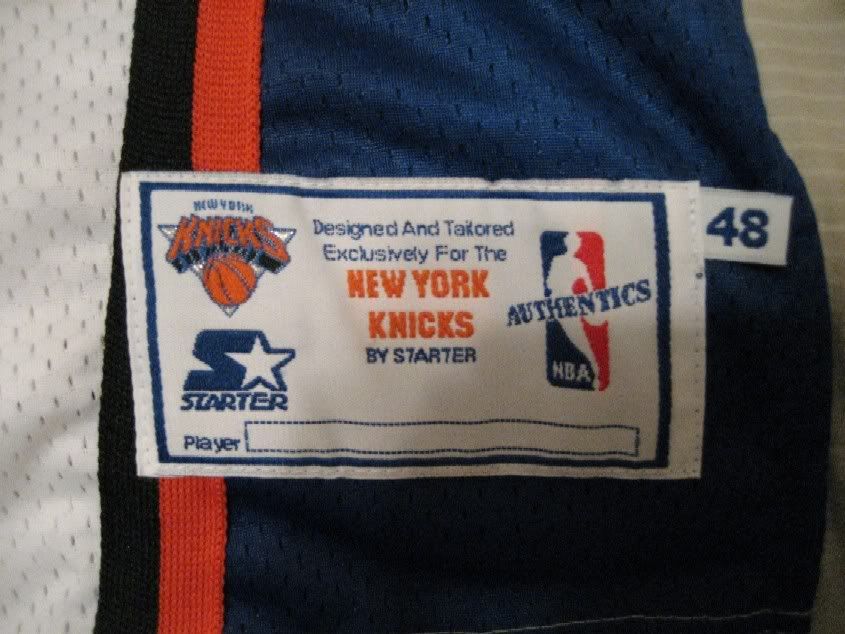 NEW YORK
KNICKS
Designed And Tailored
Exclusively For The
NEW YORK
KNICKS
BY STARTER
STARTER
AUTHENTICS
NBA
Player
48